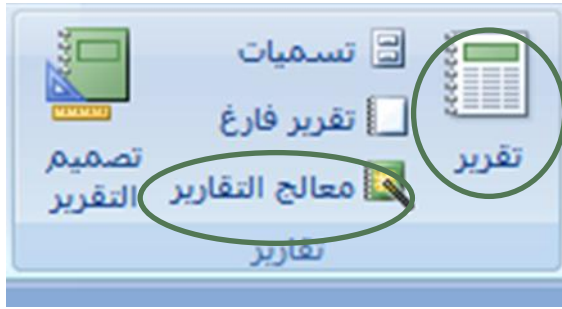 تقرير
تسميات
تقرير فارغ
معالج التقارير
تصميم
التقرير
تقارير